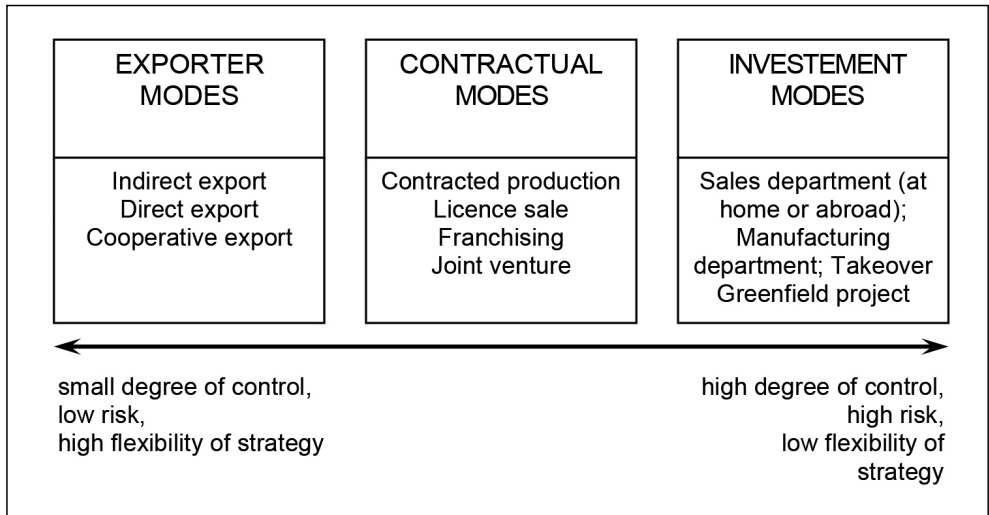 EXPORTER
MODES
Indirect export
Direct export
Cooperative export
CONTRACTUAL
MODES
Contracted production
Licence sale
Franchising
Joint venture
INVESTEMENT
MODES
Sales department (at
home or abroad);
Manufacturing
department; Takeover
Greenfield project
small degree of control,
low risk,
high flexibility of strategy
high degree of control,
high risk,
low flexibility of
strategy